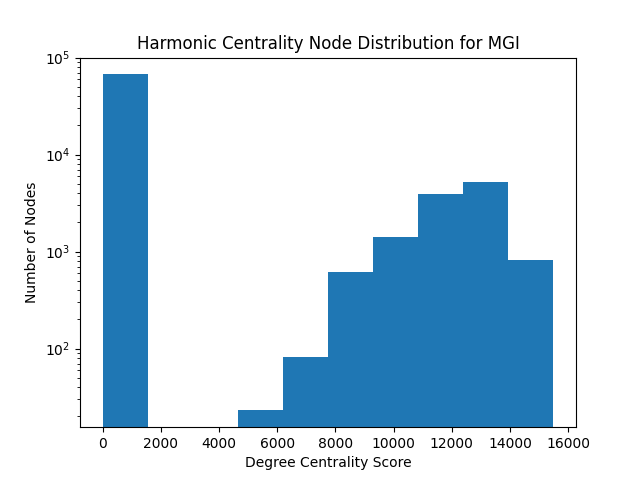 Harmonic Centrality Node Distribution for MGI
Number of Nodes
10^5
10^4
10^3
10^2
0 2000 4000 6000 8000 10000 12000 14000 16000
Degree Centrality Score